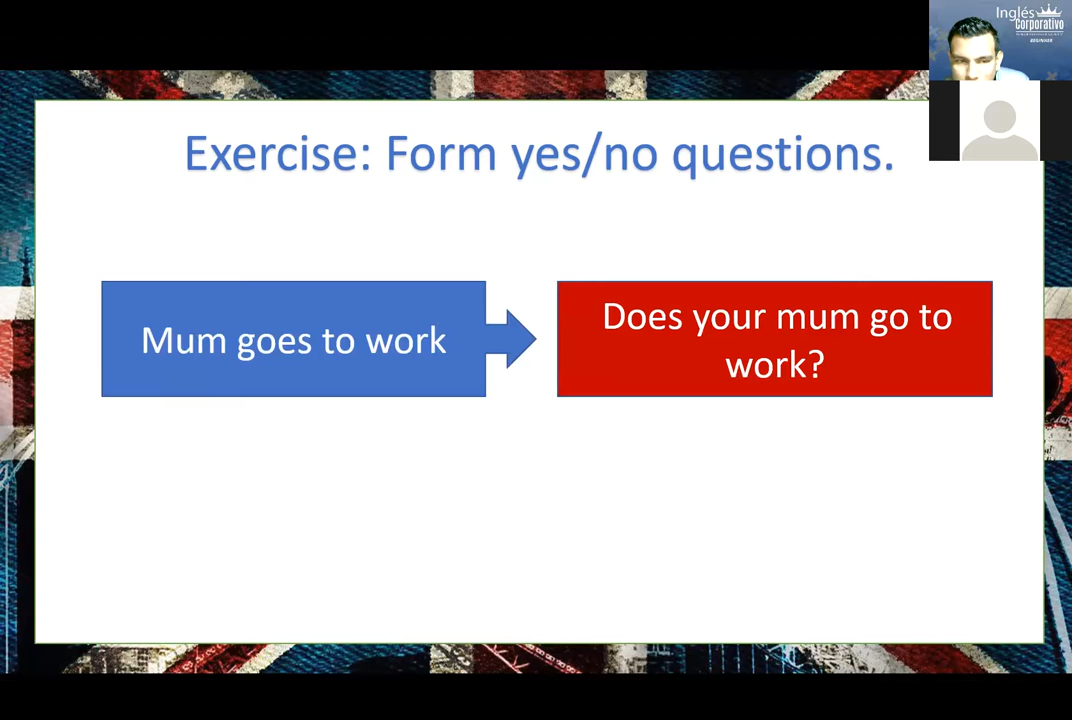 Inglés
Corporativo
BEGINNER
Exercise: Form yes/no questions.
Mum goes to work
Does your mum go to
work?